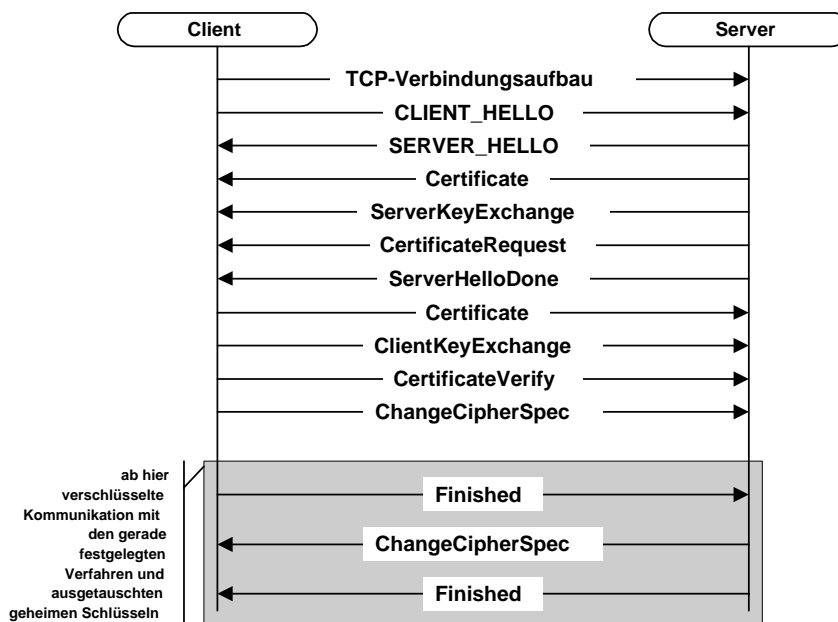 Client
Server
TCP-Verbindungsaufbau
CLIENT_HELLO
SERVER_HELLO
Certificate
ServerKeyExchange
CertificateRequest
ServerHelloDone
Certificate
ClientKeyExchange
CertificateVerify
ChangeCipherSpec
ab hier
verschlüsselte
Kommunikation mit
den gerade
festgelegten
Verfahren und
ausgetauschten
geheimen Schlüsseln
Finished
ChangeCipherSpec
Finished